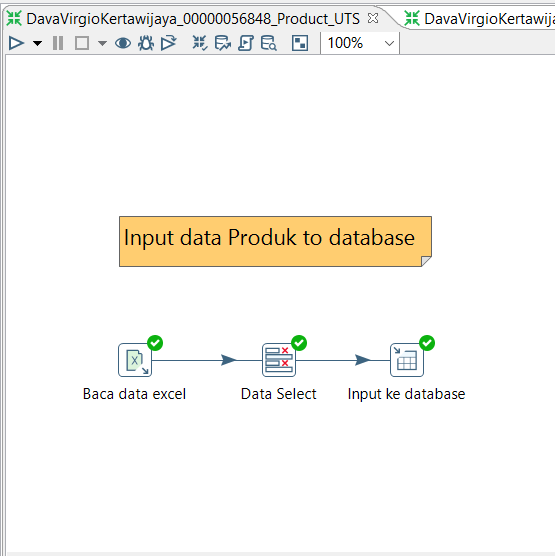 DavaVirgioKertawijaya_00000056848_Product_UTS
DavaVirgioKertawija
100%
Input data Produk to database
Baca data excel
Data Select
Input ke database